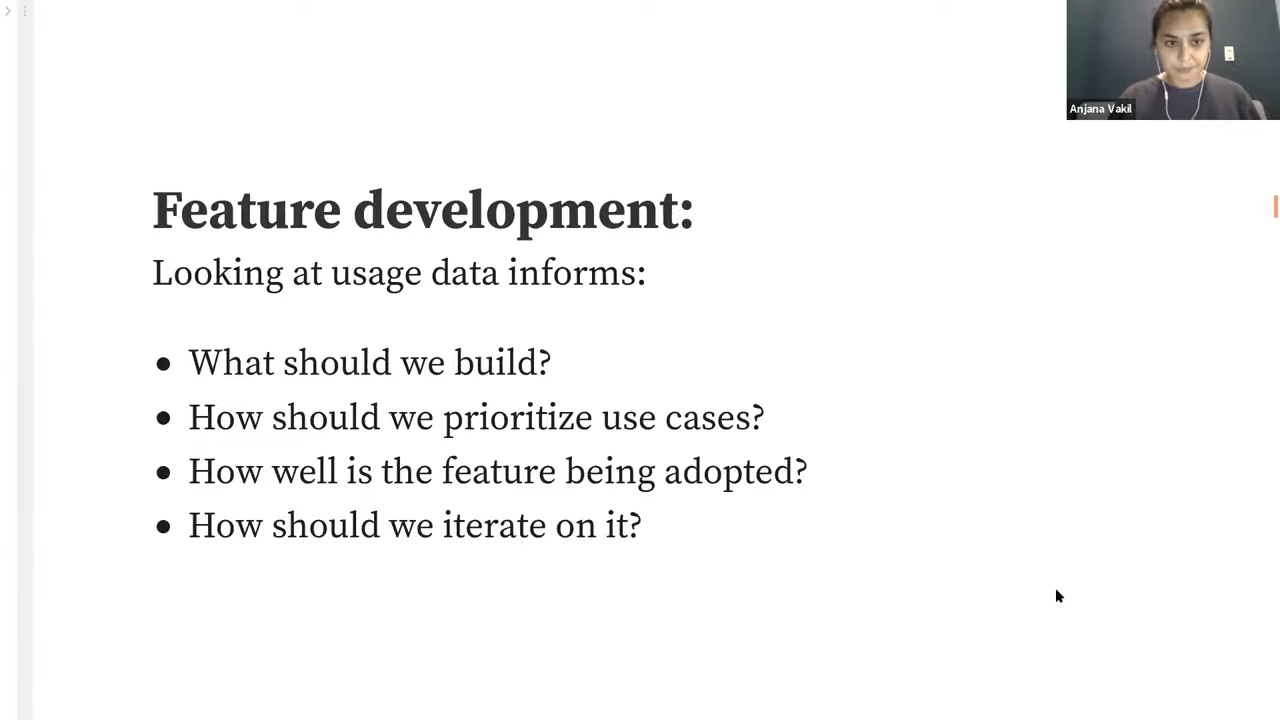 Anjana Vakil
Feature development:
Looking at usage data informs:
• What should we build?
• How should we prioritize use cases?
• How well is the feature being adopted?
• How should we iterate on it?